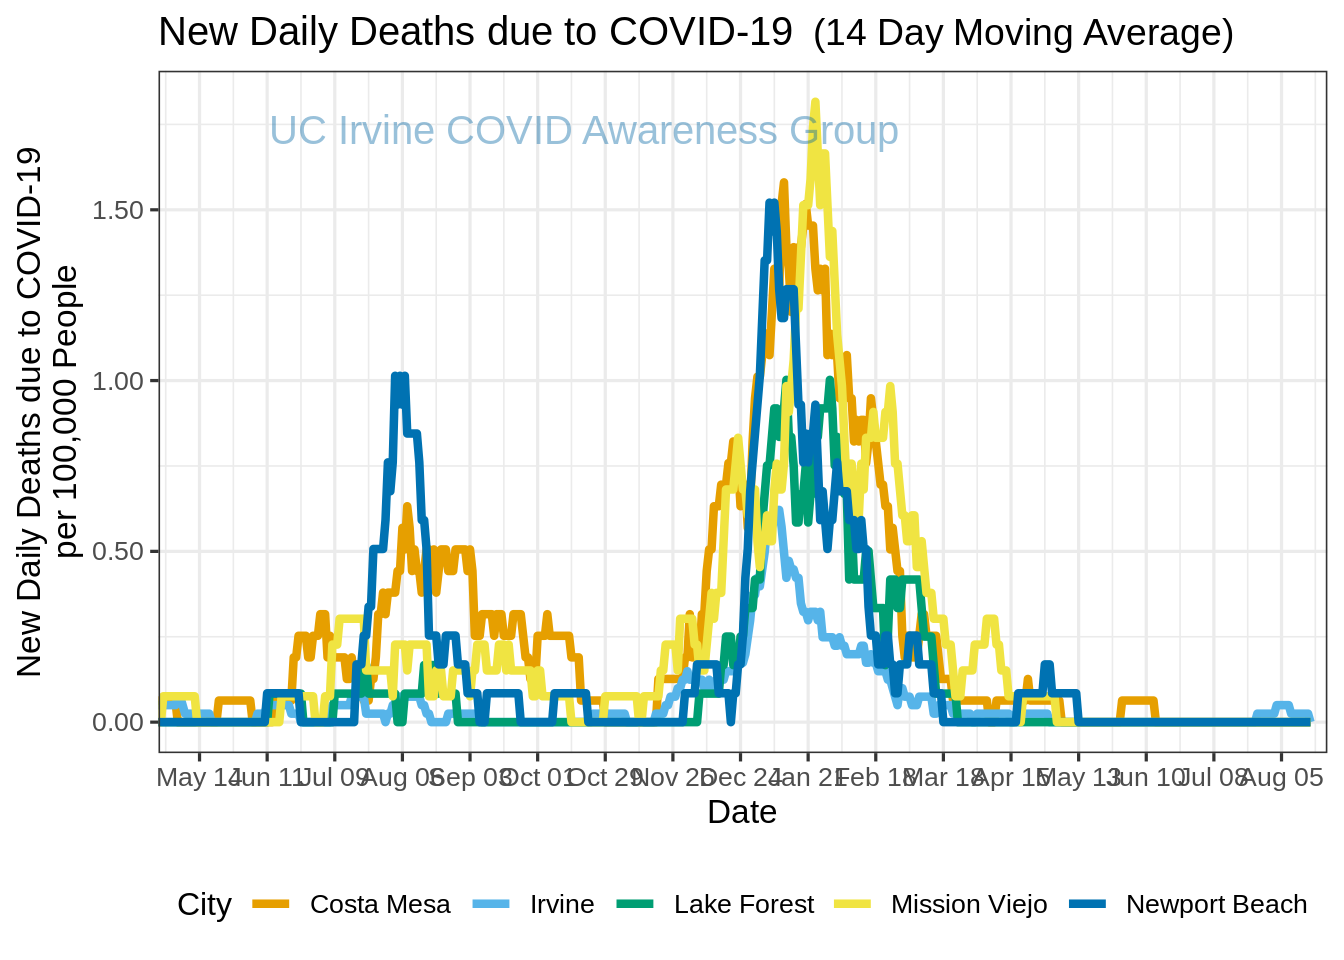 New Daily Deaths due to COVID-19 (14 Day Moving Average)
UC Irvine COVID Awareness Group
New Daily Deaths due to COVID-19
per 100,000 People
1.50
1.00
0.50
0.00
May 14 Jun 11 Jul 09 Aug 06 Sep 03 Oct 01 Oct 29 Nov 26 Dec 24 Jan 21 Feb 18 Mar 18 Apr 15 May 13 Jun 10 Jul 08 Aug 05
Date
City Costa Mesa Irvine Lake Forest Mission Viejo Newport Beach